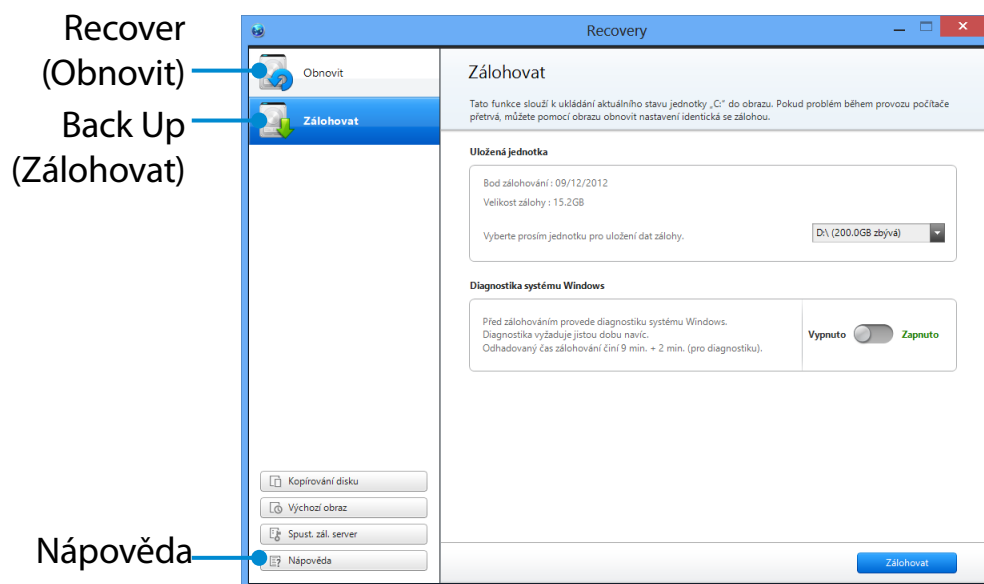 Recover
(Obnovit)
Back Up
(Zálohovat)
Nápověda
Recovery
Obnovit
Zálohovat
Kopírování disku
Výchozí obraz
Spust. zál. server
Nápověda
Zálohovat
Tato funkce slouží k ukládání aktuálního stavu jednotky „C:“ do obrazu. Pokud problém během provozu počítače
přetrvá, můžete pomocí obrazu obnovit nastavení identická se zálohou.
Uložená jednotka
Bod zálohování : 09/12/2012
Velikost zálohy : 15.2GB
Vyberte prosím jednotku pro uložení dat zálohy.
D:\ (200.0GB zbývá)
Diagnostika systému Windows
Před zálohováním provede diagnostiku systému Windows.
Diagnostika vyžaduje jistou dobu navíc.
Odhadovaný čas zálohování činí 9 min. + 2 min. (pro diagnostiku).
Vypnuto
Zapnuto
Zálohovat